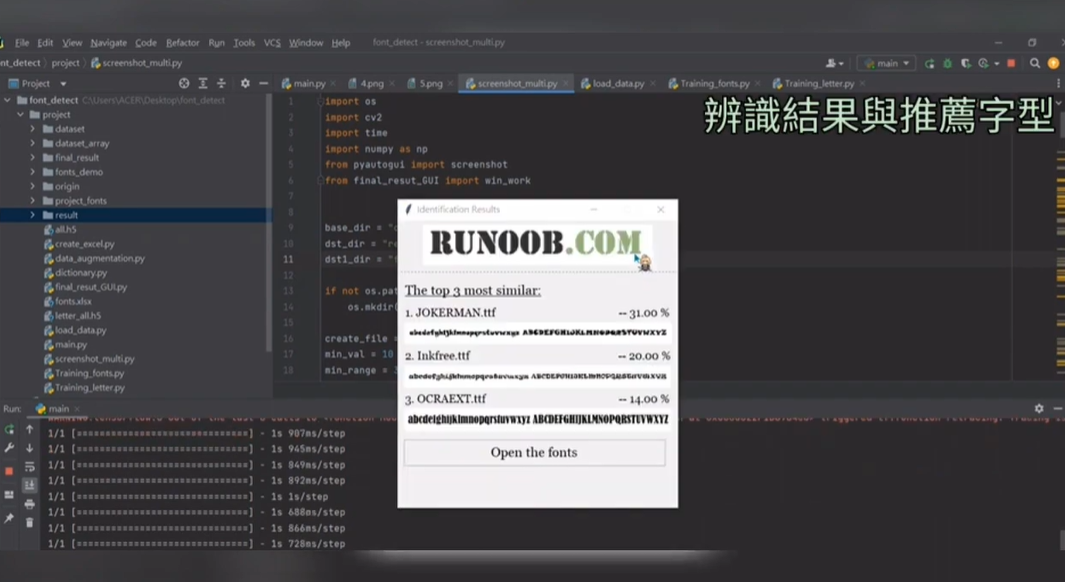 File Edit View Navigate Code Refactor Run Tools VCS Window Help font_detect - screenshot_multi.py
nt_detect project screenshot_multi.py main
Project main.py 4.png 5.png screenshot_multi.py load_data.py Training_fonts.py Training_letter.py
辨識結果與推薦字型
font_detect C:\Users\ACER\Desktop\font_detect
project
dataset
dataset_array
final_result
fonts_demo
origin
project_fonts
result
all.h5
create_excel.py
data_augmentation.py
dictionary.py
final_resut_GUI.py
fonts.xlsx
letter_all.h5
load_data.py
main.py
screenshot_multi.py
Training_fonts.py
Training_letter.py
1 import os
2 import cv2
3 import time
4 import numpy as np
5 from pyautogui import screenshot
6 from final_resut_GUI import win_work
7
8
9 base_dir = "
10 dst_dir = "re
11 dst1_dir = "
12
13 if not os.pat
14 os.mkdir(
15
16 create_file =
17 min_val = 10
18 min_range =
Identification Results
RUNOOB.COM
The top 3 most similar:
1. JOKERMAN.ttf -- 31.00 %
abcdefghijklmnopqrstuvwxyz ABCDEFGHIJKLMNOPQRSTUVWXYZ
2. Inkfree.ttf -- 20.00 %
abcdefghijklmnopqrstuvwxyz ABCDEFGHIJKLMNOPQRSTUVWXYZ
3. OCRAEXT.ttf -- 14.00 %
abcdefghijklmnopqrstuvwxyz ABCDEFGHIJKLMNOPQRSTUVWXYZ
Open the fonts
Run: main
1/1 [==============================] - 1s 907ms/step
1/1 [==============================] - 1s 945ms/step
1/1 [==============================] - 1s 849ms/step
1/1 [==============================] - 1s 892ms/step
1/1 [==============================] - 1s 1s/step
1/1 [==============================] - 1s 688ms/step
1/1 [==============================] - 1s 866ms/step
1/1 [==============================] - 1s 728ms/step